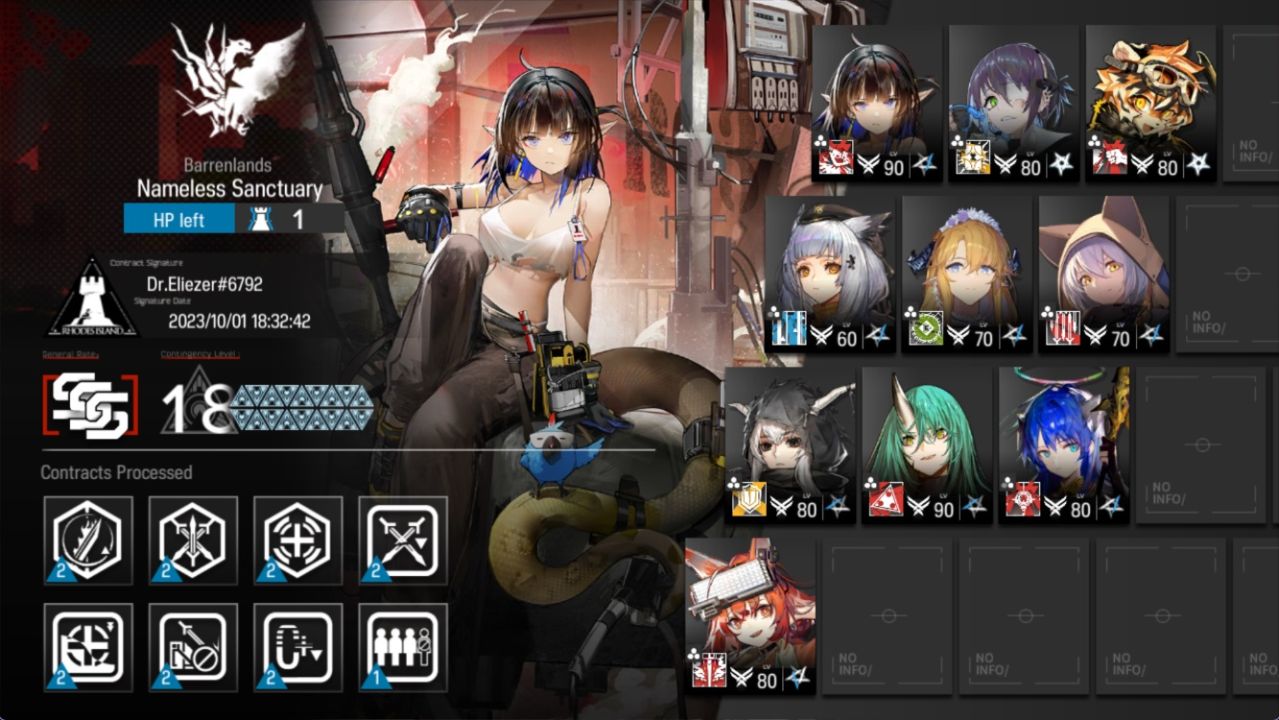 Barrenlands
Nameless Sanctuary
HP left 1
Contract Signature
Dr.Eliezer#6792
Signature Date
2023/10/01 18:32:42
RHODES ISLAND
General Rate:
Contingency Level:
18
Contracts Processed
2 2 2 2
2 2 2 1
LV 90
LV 80
LV 80
NO INFO/
LV 60
LV 70
LV 70
NO INFO/
LV 80
LV 90
LV 80
NO INFO/
LV 80
NO INFO/
NO INFO/
NO INFO/
NO INFO/